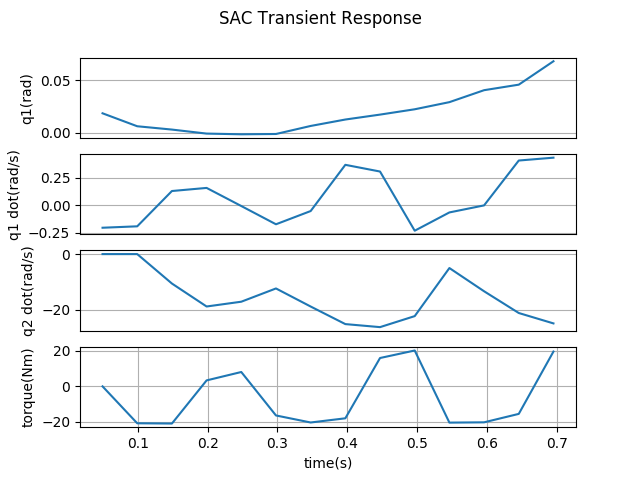 SAC Transient Response
q1(rad)
0.05
0.00
q1 dot(rad/s)
0.25
0.00
−0.25
q2 dot(rad/s)
0
−20
torque(Nm)
20
0
−20
0.1 0.2 0.3 0.4 0.5 0.6 0.7
time(s)